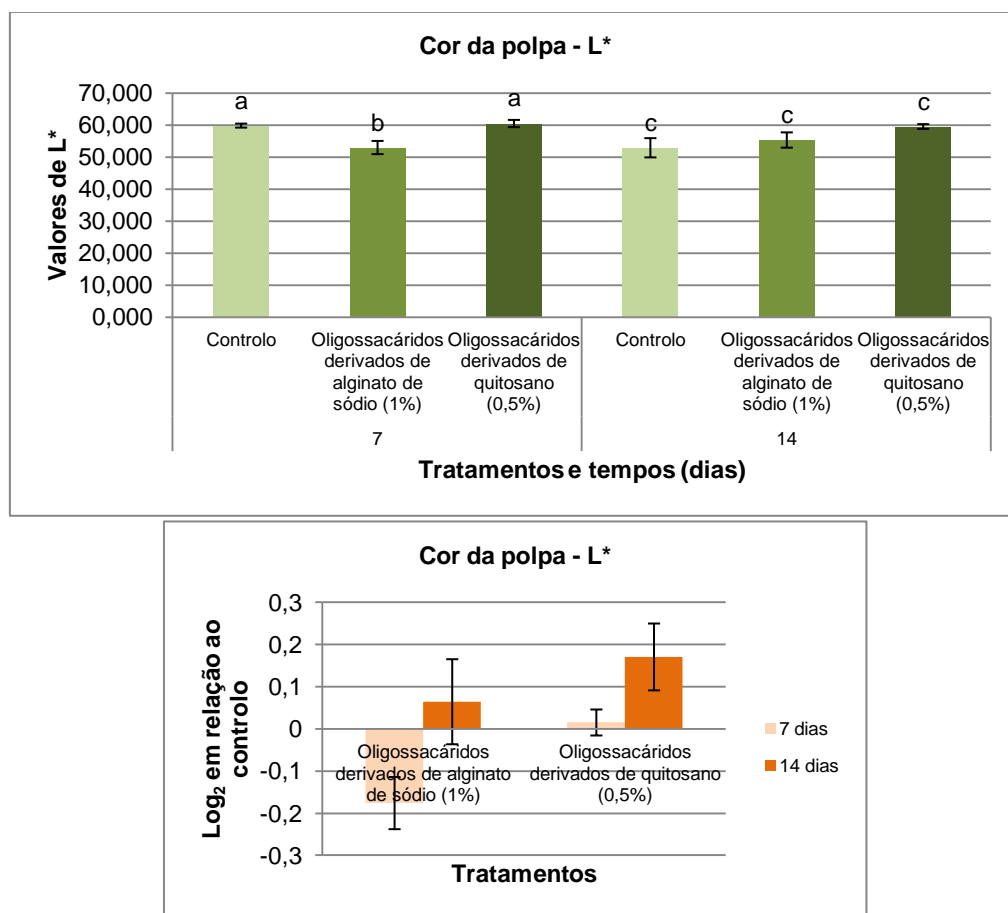 Cor da polpa - L*
Valores de L*
70,000
60,000
50,000
40,000
30,000
20,000
10,000
0,000
a
b
a
c
c
c
Controlo
Oligossacáridos
derivados de
alginato de
sódio (1%)
Oligossacáridos
derivados de
quitosano
(0,5%)
Controlo
Oligossacáridos
derivados de
alginato de
sódio (1%)
Oligossacáridos
derivados de
quitosano
(0,5%)
7
14
Tratamentos e tempos (dias)
Cor da polpa - L*
Log₂ em relação ao
controlo
0,3
0,2
0,1
0
-0,1
-0,2
-0,3
Oligossacáridos
derivados de alginato
de sódio (1%)
Oligossacáridos
derivados de quitosano
(0,5%)
7 dias
14 dias
Tratamentos